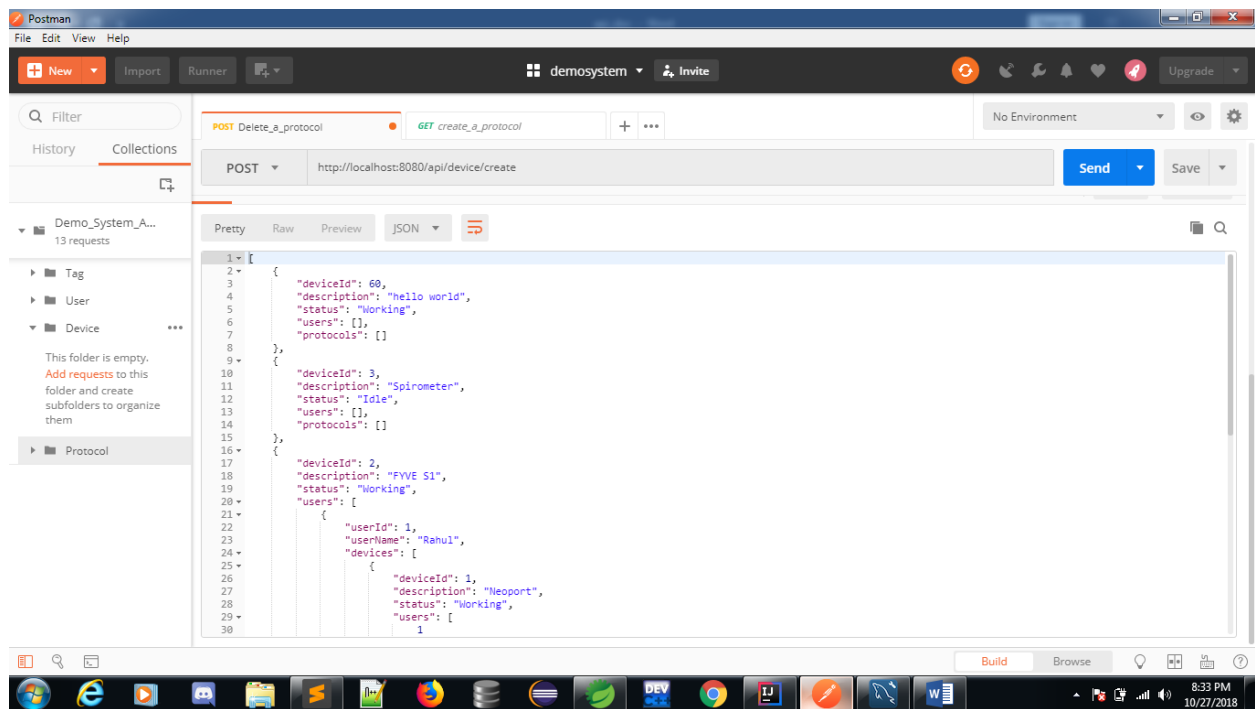 Postman
File Edit View Help
New Import Runner demosystem Invite Upgrade
Filter
History Collections
Demo_System_A...
13 requests
Tag
User
Device
This folder is empty.
Add requests to this
folder and create
subfolders to organize
them
Protocol
POST Delete_a_protocol GET create_a_protocol
No Environment
POST http://localhost:8080/api/device/create Send Save
Pretty Raw Preview JSON
1 [
2 {
3 "deviceId": 60,
4 "description": "hello world",
5 "status": "Working",
6 "users": [],
7 "protocols": []
8 },
9 {
10 "deviceId": 3,
11 "description": "Spirometer",
12 "status": "Idle",
13 "users": [],
14 "protocols": []
15 },
16 {
17 "deviceId": 2,
18 "description": "FYVE S1",
19 "status": "Working",
20 "users": [
21 {
22 "userId": 1,
23 "userName": "Rahul",
24 "devices": [
25 {
26 "deviceId": 1,
27 "description": "Neoport",
28 "status": "Working",
29 "users": [
30 1
Build Browse
DEV
IJ
W
8:33 PM
10/27/2018